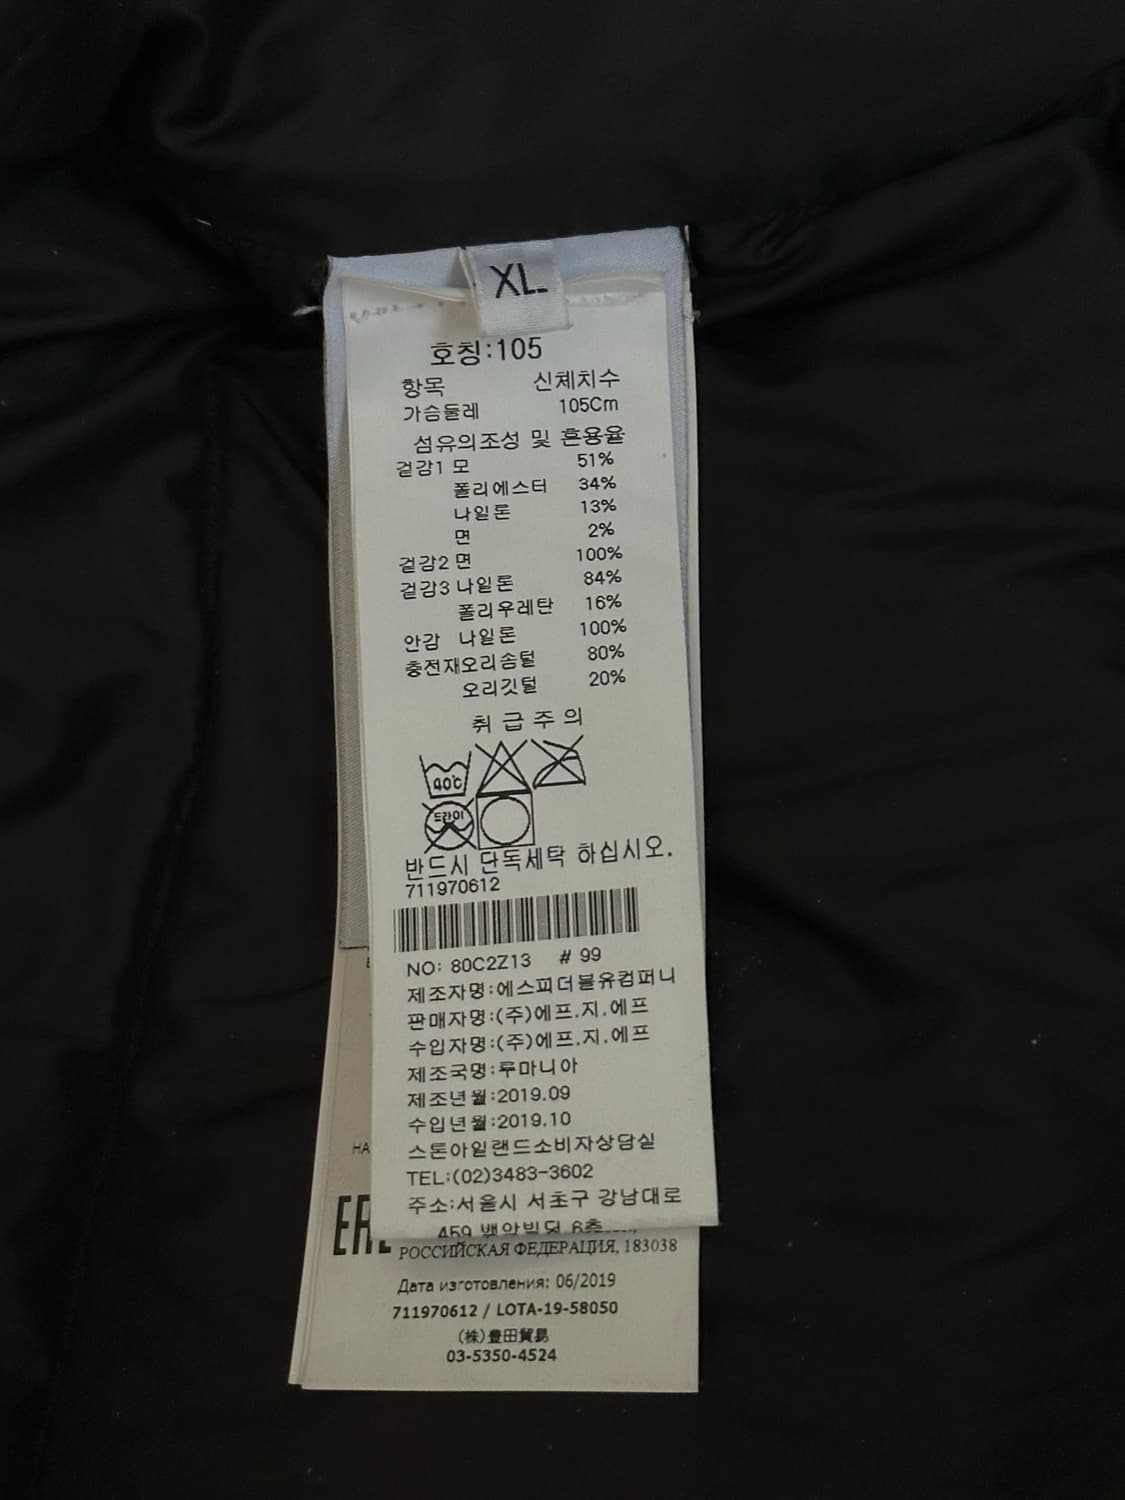 XL
호칭:105
항목 신체치수
가슴둘레 105Cm
섬유의조성 및 혼용율
겉감1 모 51%
폴리에스터 34%
나일론 13%
면 2%
겉감2 면 100%
겉감3 나일론 84%
폴리우레탄 16%
안감 나일론 100%
충전재오리솜털 80%
오리깃털 20%
취급주의
40℃
드라이
반드시 단독세탁 하십시오.
711970612
NO: 80C2Z13 # 99
제조자명:에스피더블유컴퍼니
판매자명:(주)에프.지.에프
수입자명:(주)에프.지.에프
제조국명:루마니아
제조년월:2019.09
수입년월:2019.10
스톤아일랜드소비자상담실
TEL:(02)3483-3602
주소:서울시 서초구 강남대로
459 백악빌딩 6층
НА
EAC
РОССИЙСКАЯ ФЕДЕРАЦИЯ, 183038
Дата изготовления: 06/2019
711970612 / LOTA-19-58050
(株)豊田貿易
03-5350-4524